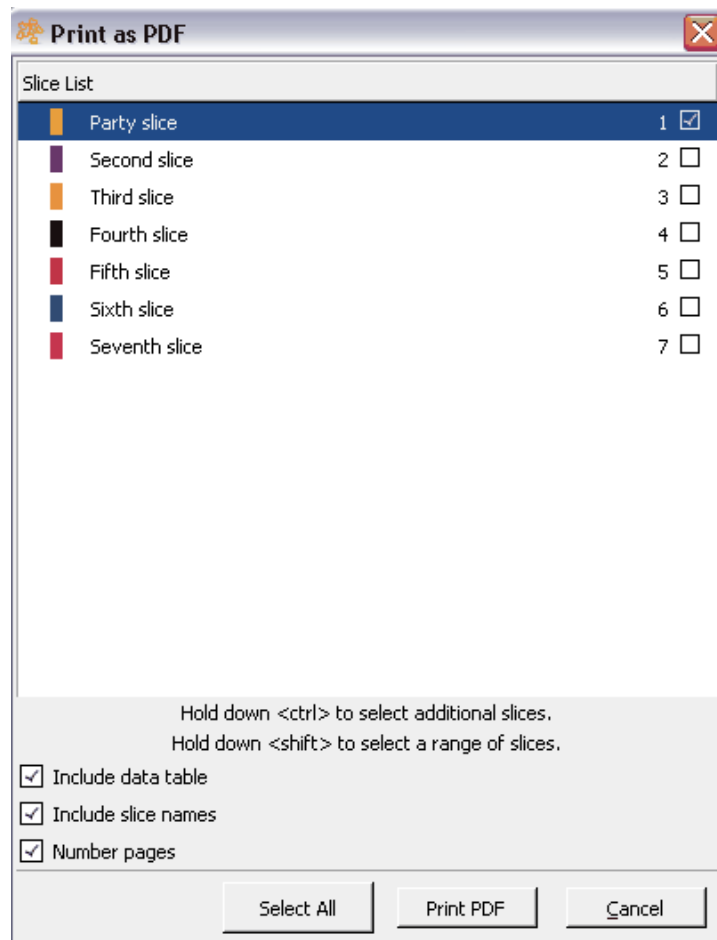 Print as PDF
Slice List
Party slice 1
Second slice 2
Third slice 3
Fourth slice 4
Fifth slice 5
Sixth slice 6
Seventh slice 7
Hold down <ctrl> to select additional slices.
Hold down <shift> to select a range of slices.
Include data table
Include slice names
Number pages
Select All Print PDF Cancel